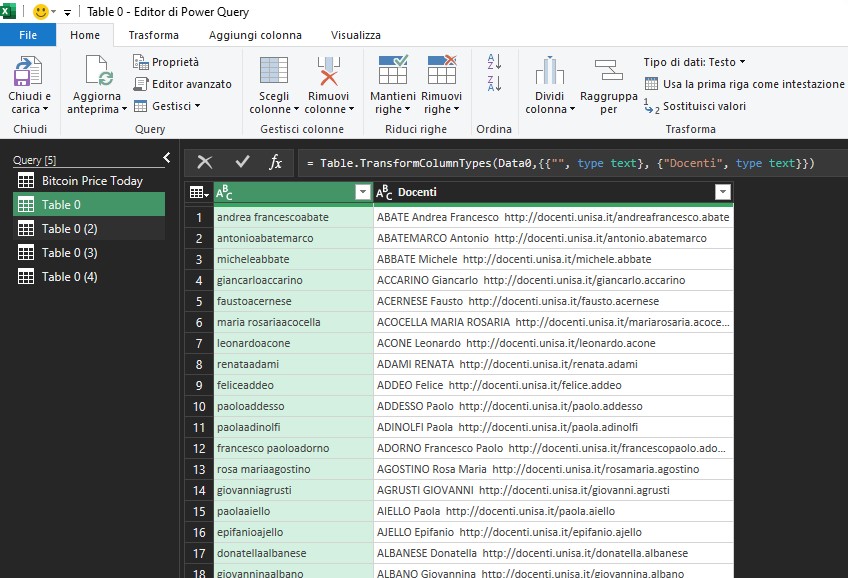 Table 0 - Editor di Power Query
File Home Trasforma Aggiungi colonna Visualizza
Chiudi e carica
Aggiorna anteprima
Proprietà
Editor avanzato
Gestisci
Scegli colonne
Rimuovi colonne
Mantieni righe
Rimuovi righe
A
Z
Z
A
Dividi colonna
Raggruppa per
Tipo di dati: Testo
Usa la prima riga come intestazione
1 2 Sostituisci valori
Chiudi Query Gestisci colonne Riduci righe Ordina Trasforma
Query [5]
Bitcoin Price Today
Table 0
Table 0 (2)
Table 0 (3)
Table 0 (4)
fx = Table.TransformColumnTypes(Data0,{{"", type text}, {"Docenti", type text}})
ABC ABC Docenti
1 andrea francescoabate ABATE Andrea Francesco http://docenti.unisa.it/andreafrancesco.abate
2 antonioabatemarco ABATEMARCO Antonio http://docenti.unisa.it/antonio.abatemarco
3 micheleabbate ABBATE Michele http://docenti.unisa.it/michele.abbate
4 giancarloaccarino ACCARINO Giancarlo http://docenti.unisa.it/giancarlo.accarino
5 faustoacernese ACERNESE Fausto http://docenti.unisa.it/fausto.acernese
6 maria rosariaacocella ACOCELLA MARIA ROSARIA http://docenti.unisa.it/mariarosaria.acoce...
7 leonardoacone ACONE Leonardo http://docenti.unisa.it/leonardo.acone
8 renataadami ADAMI RENATA http://docenti.unisa.it/renata.adami
9 feliceaddeo ADDEO Felice http://docenti.unisa.it/felice.addeo
10 paoloaddesso ADDESSO Paolo http://docenti.unisa.it/paolo.addesso
11 paolaadinolfi ADINOLFI Paola http://docenti.unisa.it/paola.adinolfi
12 francesco paoloadorno ADORNO Francesco Paolo http://docenti.unisa.it/francescopaolo.ado...
13 rosa mariaagostino AGOSTINO Rosa Maria http://docenti.unisa.it/rosamaria.agostino
14 giovanniagrusti AGRUSTI GIOVANNI http://docenti.unisa.it/giovanni.agrusti
15 paolaaiello AIELLO Paola http://docenti.unisa.it/paola.aiello
16 epifanioajello AJELLO Epifanio http://docenti.unisa.it/epifanio.ajello
17 donatellaalbanese ALBANESE Donatella http://docenti.unisa.it/donatella.albanese
18 giovanninaalbano ALBANO Giovannina http://docenti.unisa.it/giovannina.albano